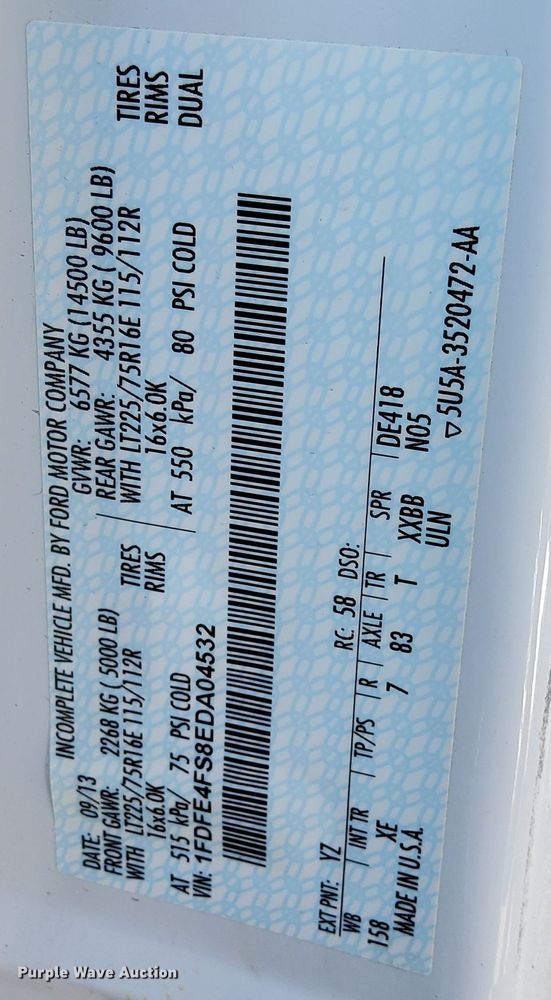 INCOMPLETE VEHICLE MFD. BY FORD MOTOR COMPANY
DATE: 09/13 GVWR: 6577 KG (14500 LB)
FRONT GAWR: 2268 KG ( 5000 LB) REAR GAWR: 4355 KG ( 9600 LB)
WITH LT225/75R16E 115/112R TIRES WITH LT225/75R16E 115/112R TIRES
16x6.0K RIMS 16x6.0K RIMS
AT 515 kPa/ 75 PSI COLD AT 550 kPa/ 80 PSI COLD DUAL
VIN: 1FDFE4FS8EDA04532
EXT PNT: YZ RC: 58 DSO:
WB INT TR TP/PS R AXLE TR SPR
158 XE 7 83 T XXBB DE418
MADE IN U.S.A. ULN N05
▽5U5A-3520472-AA
Purple Wave Auction